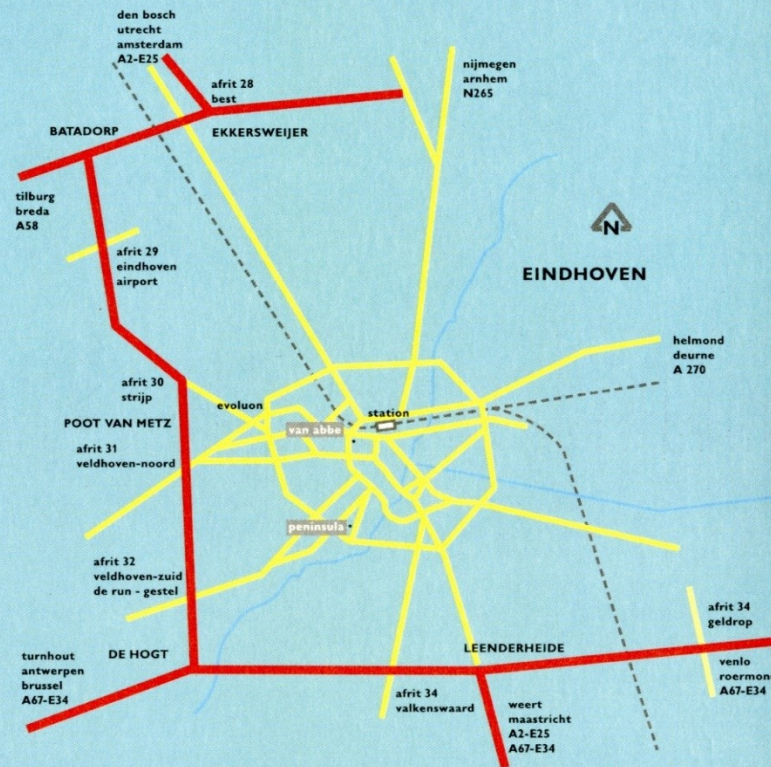 den bosch
utrecht
amsterdam
A2-E25
afrit 28
best
nijmegen
arnhem
N265
BATADORP
EKKERSWEIJER
tilburg
breda
A58
N
afrit 29
eindhoven
airport
EINDHOVEN
helmond
deurne
A 270
afrit 30
strijp
evoluon
station
POOT VAN METZ
van abbe
afrit 31
veldhoven-noord
peninsula
afrit 32
veldhoven-zuid
de run - gestel
afrit 34
geldrop
DE HOGT
LEENDERHEIDE
turnhout
antwerpen
brussel
A67-E34
venlo
roermon
A67-E34
afrit 34
valkenswaard
weert
maastricht
A2-E25
A67-E34